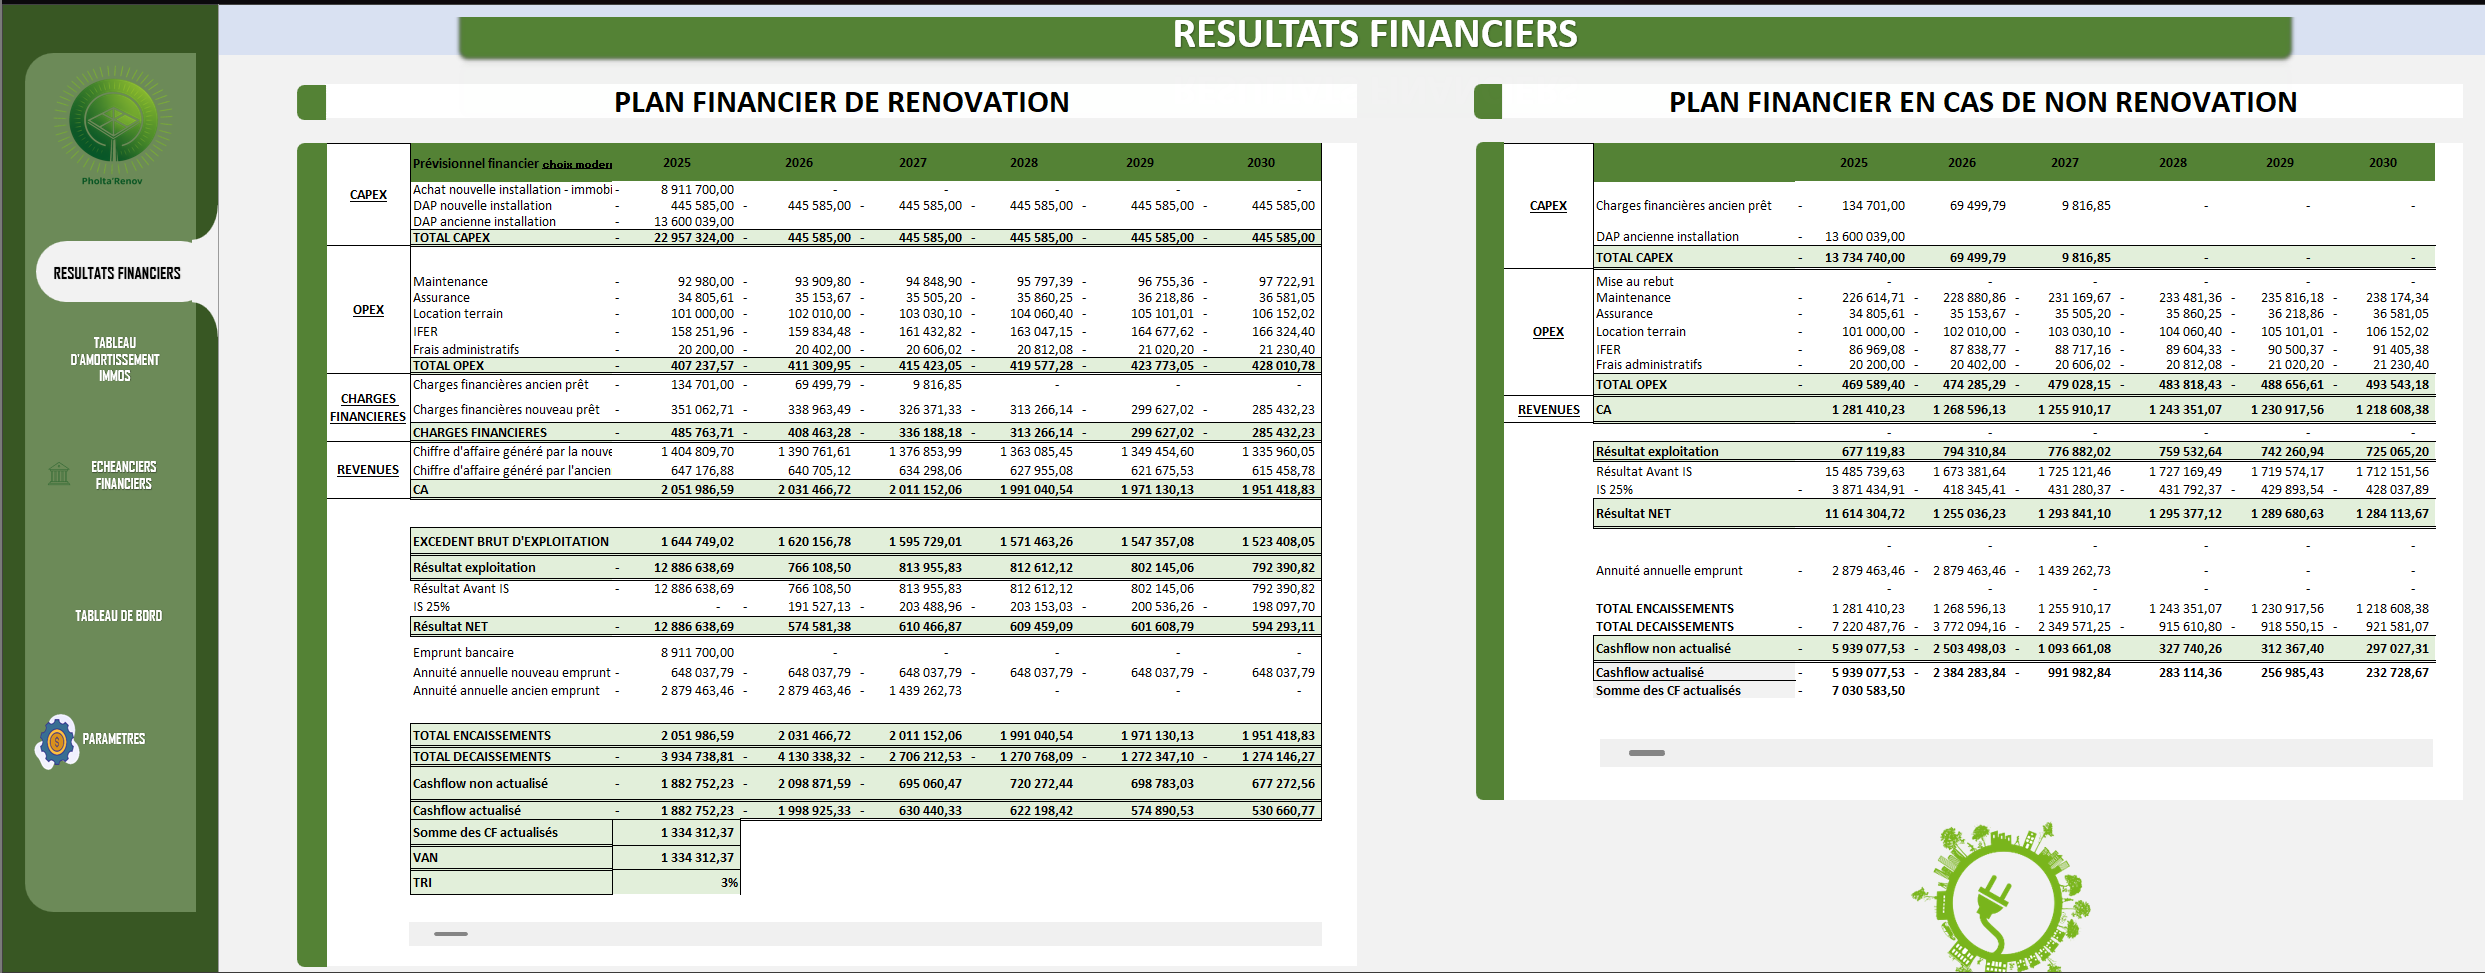 RESULTATS FINANCIERS
Pholta'Renov
RESULTATS FINANCIERS
TABLEAU
D'AMORTISSEMENT
IMMOS
ECHEANCIERS
FINANCIERS
TABLEAU DE BORD
PARAMETRES
PLAN FINANCIER DE RENOVATION
CAPEX
Prévisionnel financier choix modern 2025 2026 2027 2028 2029 2030
Achat nouvelle installation - immobi - 8 911 700,00 - - - - -
DAP nouvelle installation - 445 585,00 - 445 585,00 - 445 585,00 - 445 585,00 - 445 585,00 - 445 585,00
DAP ancienne installation - 13 600 039,00
TOTAL CAPEX - 22 957 324,00 - 445 585,00 - 445 585,00 - 445 585,00 - 445 585,00 - 445 585,00
OPEX
Maintenance - 92 980,00 - 93 909,80 - 94 848,90 - 95 797,39 - 96 755,36 - 97 722,91
Assurance - 34 805,61 - 35 153,67 - 35 505,20 - 35 860,25 - 36 218,86 - 36 581,05
Location terrain - 101 000,00 - 102 010,00 - 103 030,10 - 104 060,40 - 105 101,01 - 106 152,02
IFER - 158 251,96 - 159 834,48 - 161 432,82 - 163 047,15 - 164 677,62 - 166 324,40
Frais administratifs - 20 200,00 - 20 402,00 - 20 606,02 - 20 812,08 - 21 020,20 - 21 230,40
TOTAL OPEX - 407 237,57 - 411 309,95 - 415 423,05 - 419 577,28 - 423 773,05 - 428 010,78
CHARGES FINANCIERES
Charges financières ancien prêt - 134 701,00 - 69 499,79 - 9 816,85 - - -
Charges financières nouveau prêt - 351 062,71 - 338 963,49 - 326 371,33 - 313 266,14 - 299 627,02 - 285 432,23
CHARGES FINANCIERES - 485 763,71 - 408 463,28 - 336 188,18 - 313 266,14 - 299 627,02 - 285 432,23
REVENUES
Chiffre d'affaire généré par la nouve 1 404 809,70 1 390 761,61 1 376 853,99 1 363 085,45 1 349 454,60 1 335 960,05
Chiffre d'affaire généré par l'ancien 647 176,88 640 705,12 634 298,06 627 955,08 621 675,53 615 458,78
CA 2 051 986,59 2 031 466,72 2 011 152,06 1 991 040,54 1 971 130,13 1 951 418,83
EXCEDENT BRUT D'EXPLOITATION 1 644 749,02 1 620 156,78 1 595 729,01 1 571 463,26 1 547 357,08 1 523 408,05
Résultat exploitation - 12 886 638,69 766 108,50 813 955,83 812 612,12 802 145,06 792 390,82
Résultat Avant IS - 12 886 638,69 766 108,50 813 955,83 812 612,12 802 145,06 792 390,82
IS 25% - - 191 527,13 - 203 488,96 - 203 153,03 - 200 536,26 - 198 097,70
Résultat NET - 12 886 638,69 574 581,38 610 466,87 609 459,09 601 608,79 594 293,11
Emprunt bancaire 8 911 700,00 - - - - -
Annuité annuelle nouveau emprunt - 648 037,79 - 648 037,79 - 648 037,79 - 648 037,79 - 648 037,79 - 648 037,79
Annuité annuelle ancien emprunt - 2 879 463,46 - 2 879 463,46 - 1 439 262,73 - - -
TOTAL ENCAISSEMENTS 2 051 986,59 2 031 466,72 2 011 152,06 1 991 040,54 1 971 130,13 1 951 418,83
TOTAL DECAISSEMENTS - 3 934 738,81 - 4 130 338,32 - 2 706 212,53 - 1 270 768,09 - 1 272 347,10 - 1 274 146,27
Cashflow non actualisé - 1 882 752,23 - 2 098 871,59 - 695 060,47 720 272,44 698 783,03 677 272,56
Cashflow actualisé - 1 882 752,23 - 1 998 925,33 - 630 440,33 622 198,42 574 890,53 530 660,77
Somme des CF actualisés 1 334 312,37
VAN 1 334 312,37
TRI 3%
PLAN FINANCIER EN CAS DE NON RENOVATION
2025 2026 2027 2028 2029 2030
CAPEX
Charges financières ancien prêt - 134 701,00 69 499,79 9 816,85 - - -
DAP ancienne installation - 13 600 039,00
TOTAL CAPEX - 13 734 740,00 69 499,79 9 816,85 - - -
OPEX
Mise au rebut - - - - - -
Maintenance - 226 614,71 - 228 880,86 - 231 169,67 - 233 481,36 - 235 816,18 - 238 174,34
Assurance - 34 805,61 - 35 153,67 - 35 505,20 - 35 860,25 - 36 218,86 - 36 581,05
Location terrain - 101 000,00 - 102 010,00 - 103 030,10 - 104 060,40 - 105 101,01 - 106 152,02
IFER - 86 969,08 - 87 838,77 - 88 717,16 - 89 604,33 - 90 500,37 - 91 405,38
Frais administratifs - 20 200,00 - 20 402,00 - 20 606,02 - 20 812,08 - 21 020,20 - 21 230,40
TOTAL OPEX - 469 589,40 - 474 285,29 - 479 028,15 - 483 818,43 - 488 656,61 - 493 543,18
REVENUES
CA 1 281 410,23 1 268 596,13 1 255 910,17 1 243 351,07 1 230 917,56 1 218 608,38
- - - - - -
Résultat exploitation 677 119,83 794 310,84 776 882,02 759 532,64 742 260,94 725 065,20
Résultat Avant IS 15 485 739,63 1 673 381,64 1 725 121,46 1 727 169,49 1 719 574,17 1 712 151,56
IS 25% - 3 871 434,91 - 418 345,41 - 431 280,37 - 431 792,37 - 429 893,54 - 428 037,89
Résultat NET 11 614 304,72 1 255 036,23 1 293 841,10 1 295 377,12 1 289 680,63 1 284 113,67
- - - - - -
Annuité annuelle emprunt - 2 879 463,46 - 2 879 463,46 - 1 439 262,73 - - -
- - - - - -
TOTAL ENCAISSEMENTS 1 281 410,23 1 268 596,13 1 255 910,17 1 243 351,07 1 230 917,56 1 218 608,38
TOTAL DECAISSEMENTS - 7 220 487,76 - 3 772 094,16 - 2 349 571,25 - 915 610,80 - 918 550,15 - 921 581,07
Cashflow non actualisé - 5 939 077,53 - 2 503 498,03 - 1 093 661,08 327 740,26 312 367,40 297 027,31
Cashflow actualisé - 5 939 077,53 - 2 384 283,84 - 991 982,84 283 114,36 256 985,43 232 728,67
Somme des CF actualisés - 7 030 583,50